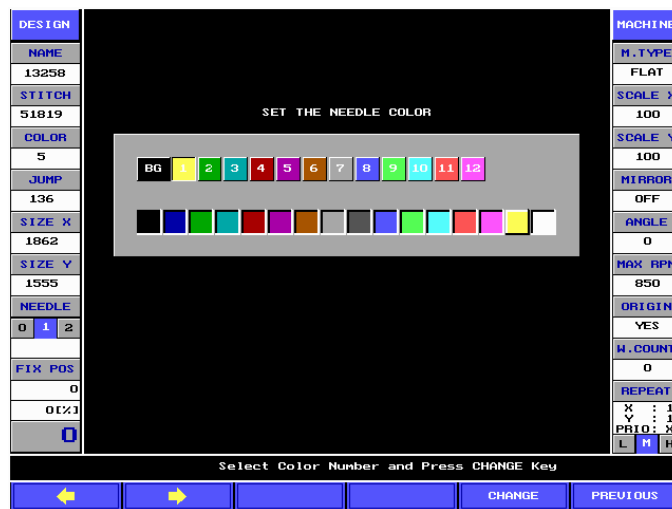 DESIGN
NAME
13258
STITCH
51819
COLOR
5
JUMP
136
SIZE X
1862
SIZE Y
1555
NEEDLE
0 1 2
FIX POS
0
0[%]
0
SET THE NEEDLE COLOR
BG 1 2 3 4 5 6 7 8 9 10 11 12
MACHINE
M.TYPE
FLAT
SCALE X
100
SCALE Y
100
MIRROR
OFF
ANGLE
0
MAX RPM
850
ORIGIN
YES
W.COUNT
0
REPEAT
X : 1
Y : 1
PRIO: X
L M H
Select Color Number and Press CHANGE Key
CHANGE PREVIOUS